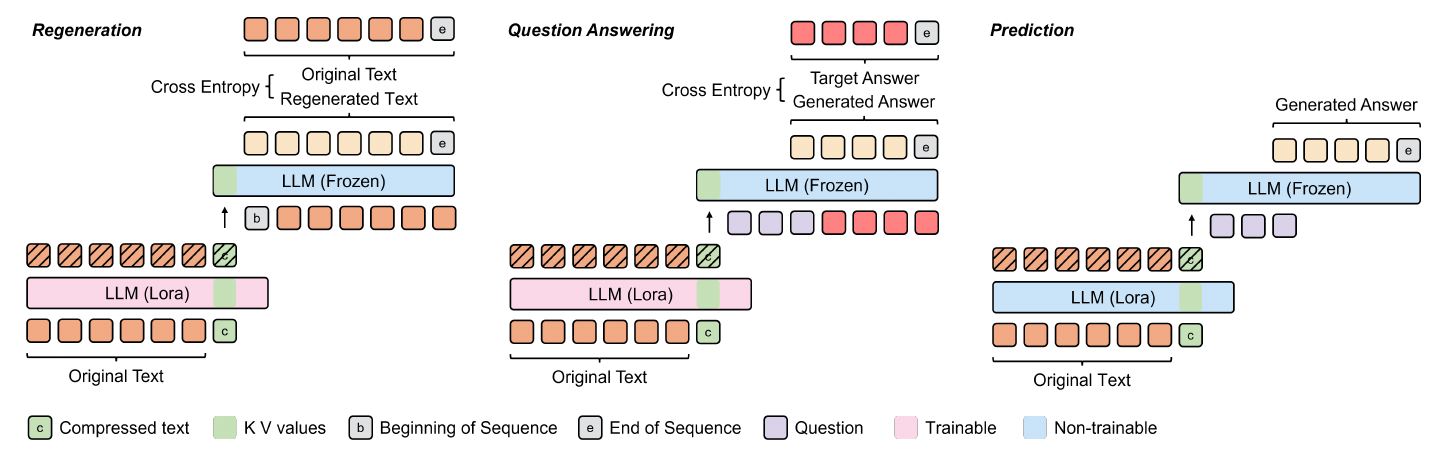 Regeneration
e
Original Text
Cross Entropy {
Regenerated Text
e
LLM (Frozen)
b
c
LLM (Lora)
c
Original Text
Question Answering
e
Target Answer
Cross Entropy {
Generated Answer
e
LLM (Frozen)
c
LLM (Lora)
c
Original Text
Prediction
Generated Answer
e
LLM (Frozen)
c
LLM (Lora)
c
Original Text
c Compressed text K V values b Beginning of Sequence e End of Sequence Question Trainable Non-trainable